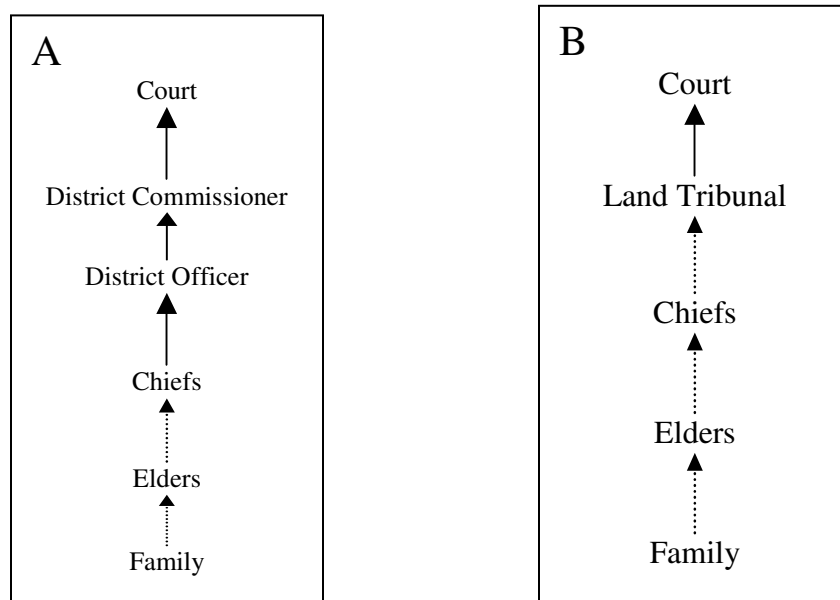 A
Court
District Commissioner
District Officer
Chiefs
Elders
Family
B
Court
Land Tribunal
Chiefs
Elders
Family